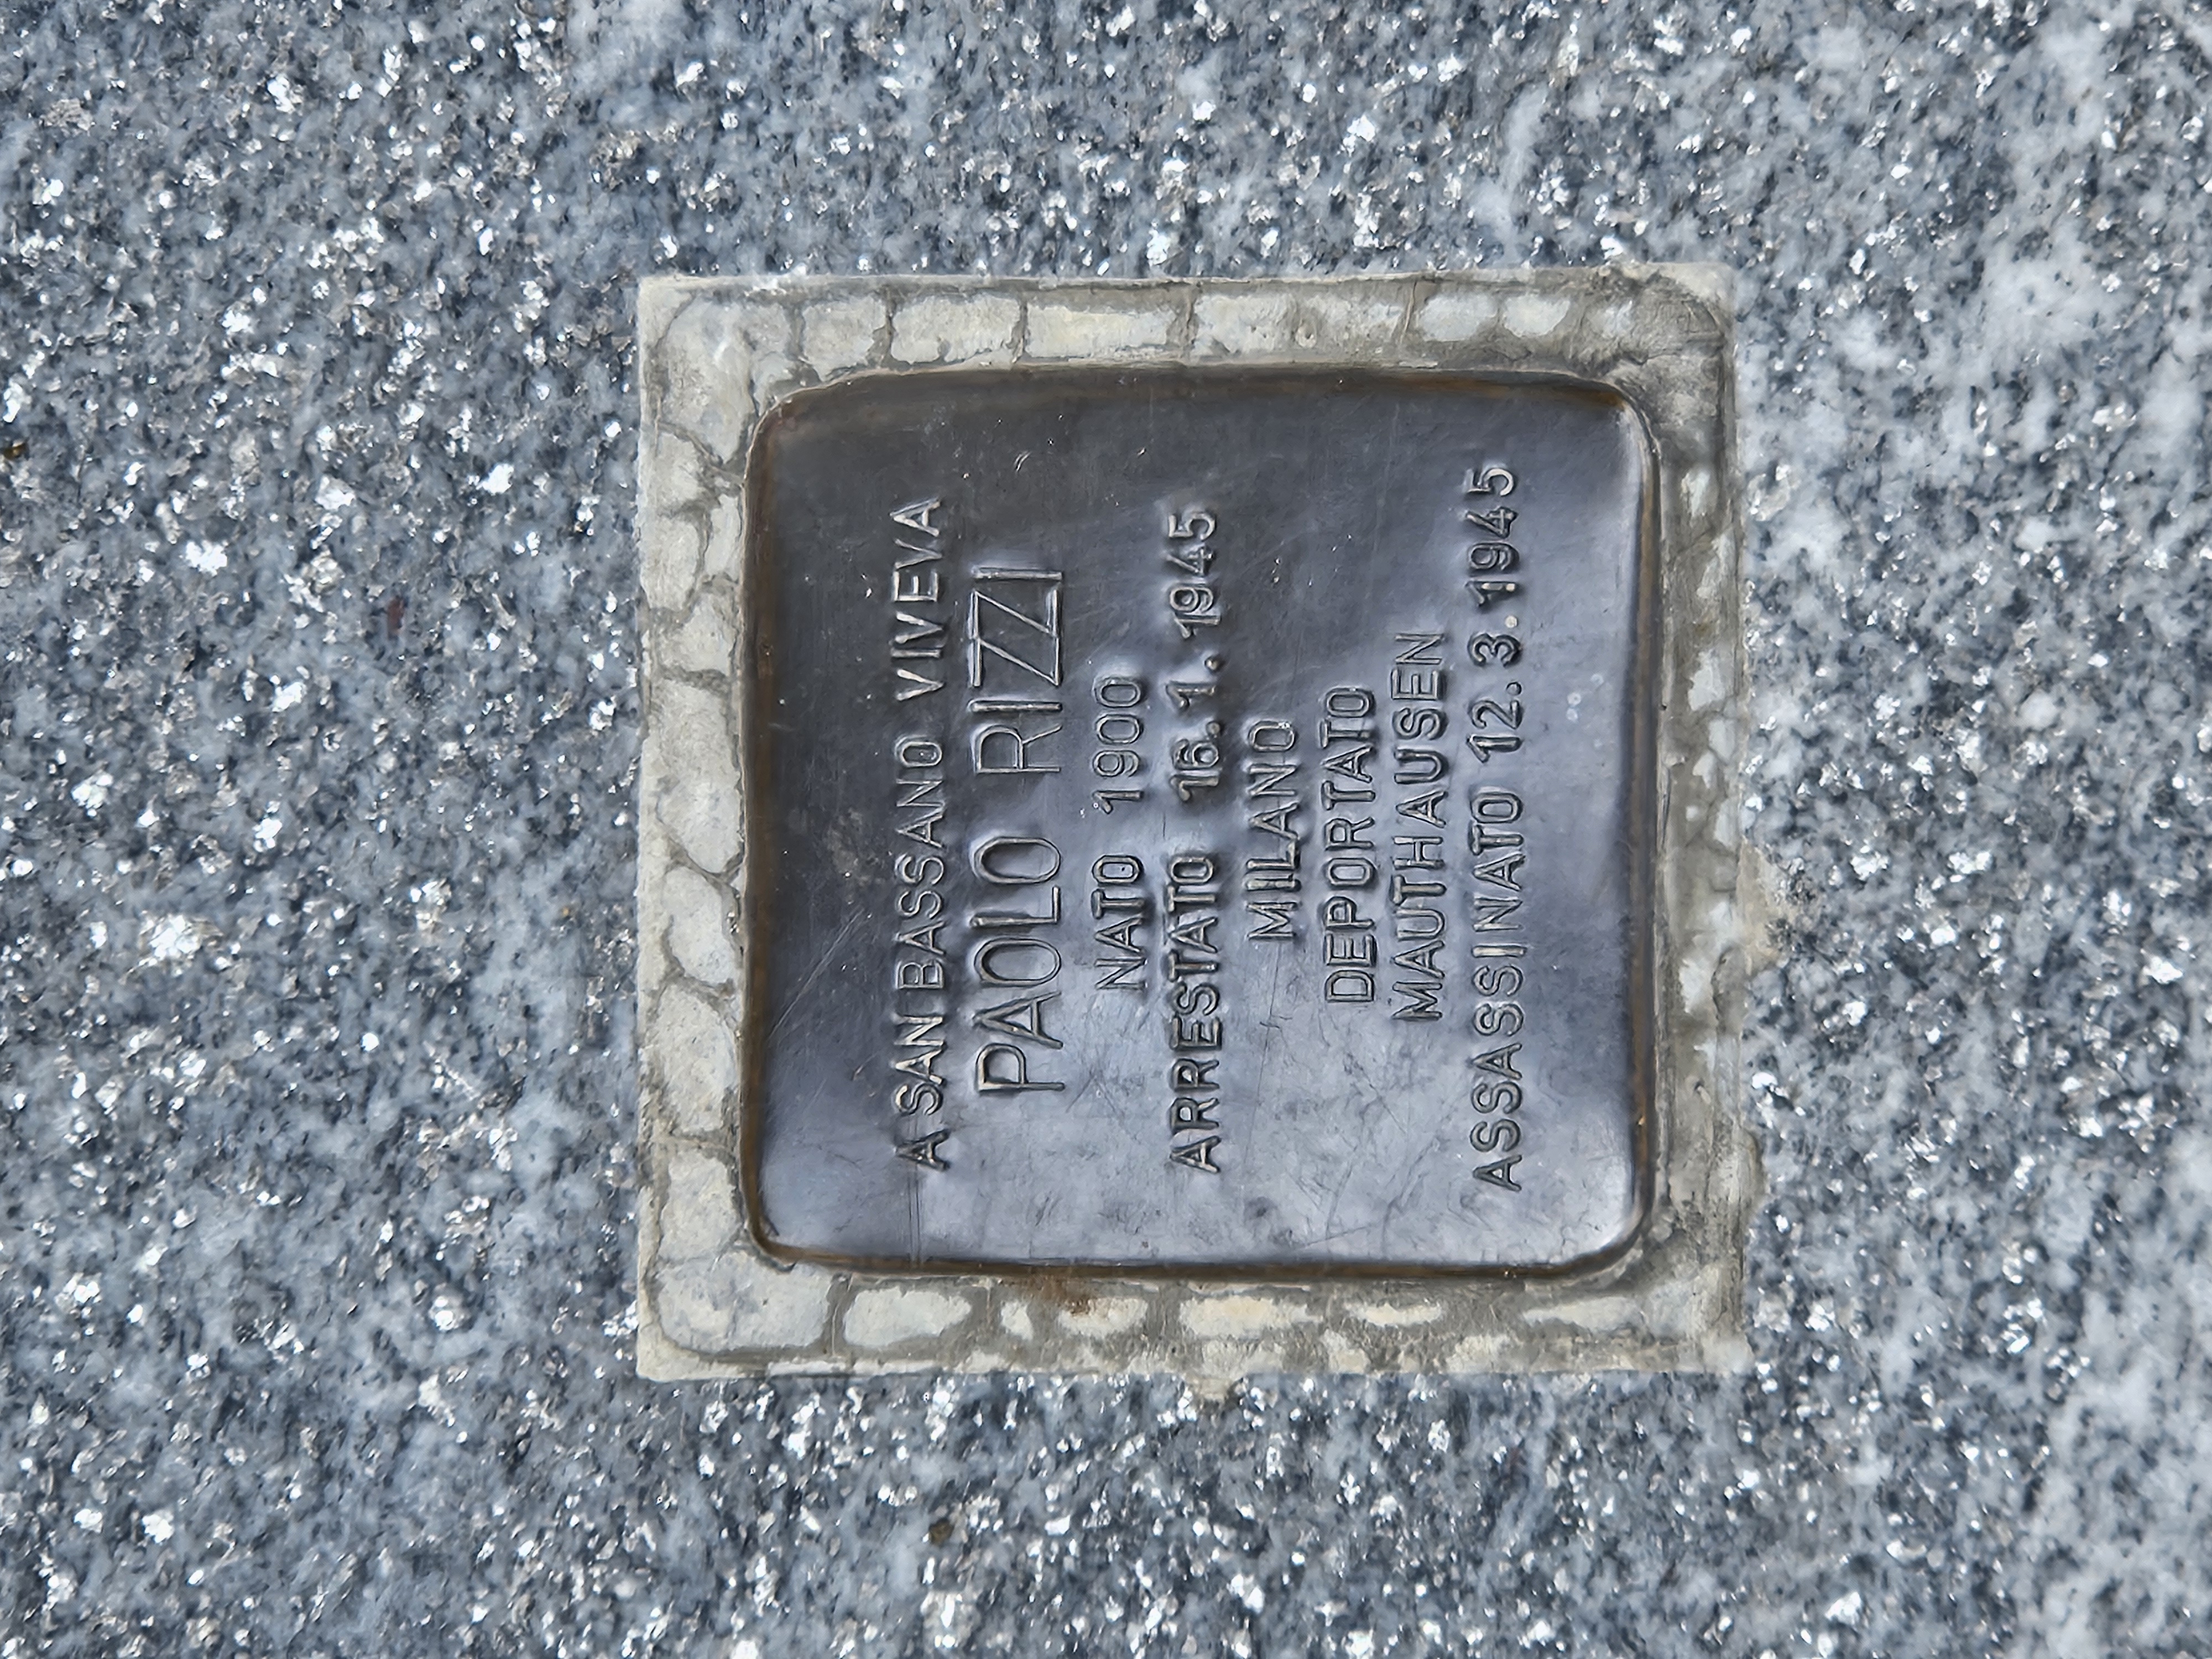 A SAN BASSANO VIVEVA
PAOLO RIZZI
NATO 1900
ARRESTATO 16.1.1945
MILANO
DEPORTATO
MAUTHAUSEN
ASSASSINATO 12.3.1945